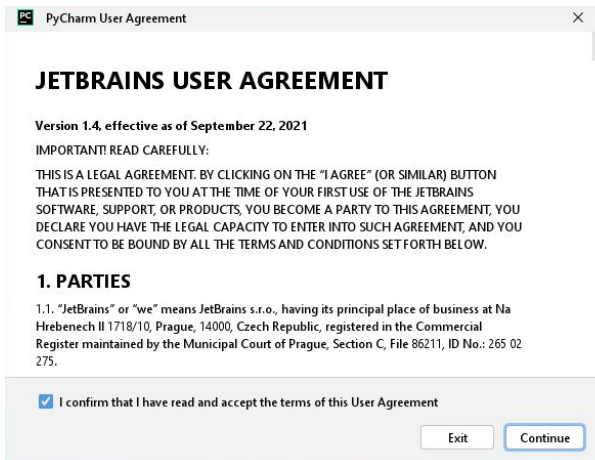 PC PyCharm User Agreement
JETBRAINS USER AGREEMENT
Version 1.4, effective as of September 22, 2021
IMPORTANT! READ CAREFULLY:
THIS IS A LEGAL AGREEMENT. BY CLICKING ON THE “I AGREE” (OR SIMILAR) BUTTON
THAT IS PRESENTED TO YOU AT THE TIME OF YOUR FIRST USE OF THE JETBRAINS
SOFTWARE, SUPPORT, OR PRODUCTS, YOU BECOME A PARTY TO THIS AGREEMENT, YOU
DECLARE YOU HAVE THE LEGAL CAPACITY TO ENTER INTO SUCH AGREEMENT, AND YOU
CONSENT TO BE BOUND BY ALL THE TERMS AND CONDITIONS SET FORTH BELOW.
1. PARTIES
1.1. “JetBrains” or “we” means JetBrains s.r.o., having its principal place of business at Na
Hrebenech II 1718/10, Prague, 14000, Czech Republic, registered in the Commercial
Register maintained by the Municipal Court of Prague, Section C, File 86211, ID No.: 265 02
275.
I confirm that I have read and accept the terms of this User Agreement
Exit Continue